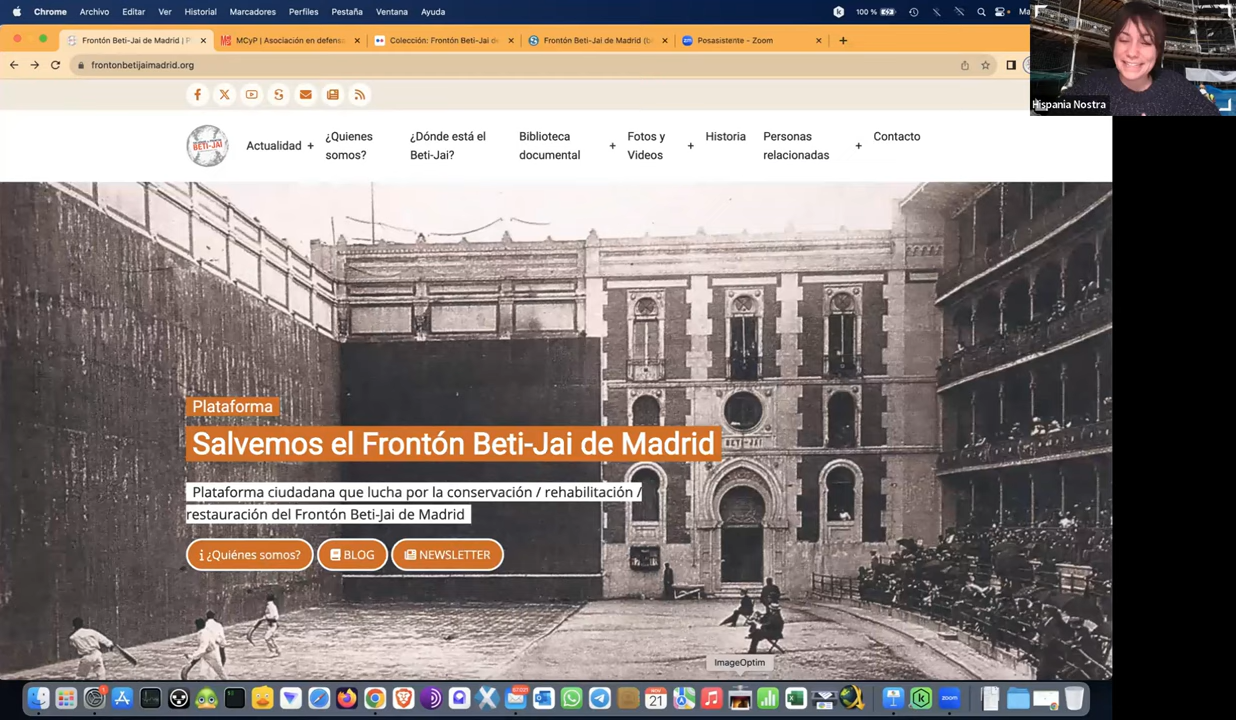 Chrome Archivo Editar Ver Historial Marcadores Perfiles Pestaña Ventana Ayuda 100 %
Frontón Beti-Jai de Madrid | P
MCyP | Asociación en defensa
Colección: Frontón Beti-Jai de
Frontón Beti-Jai de Madrid (b
Posasistente - Zoom
frontonbetijaimadrid.org
Hispania Nostra
BETI-JAI
Actualidad +
¿Quienes
somos?
¿Dónde está el
Beti-Jai?
Biblioteca
documental +
Fotos y
Videos +
Historia
Personas
relacionadas +
Contacto
BETI-JAI
Plataforma
Salvemos el Frontón Beti-Jai de Madrid
Plataforma ciudadana que lucha por la conservación / rehabilitación /
restauración del Frontón Beti-Jai de Madrid
¿Quiénes somos? BLOG NEWSLETTER
ImageOptim
NOV
21